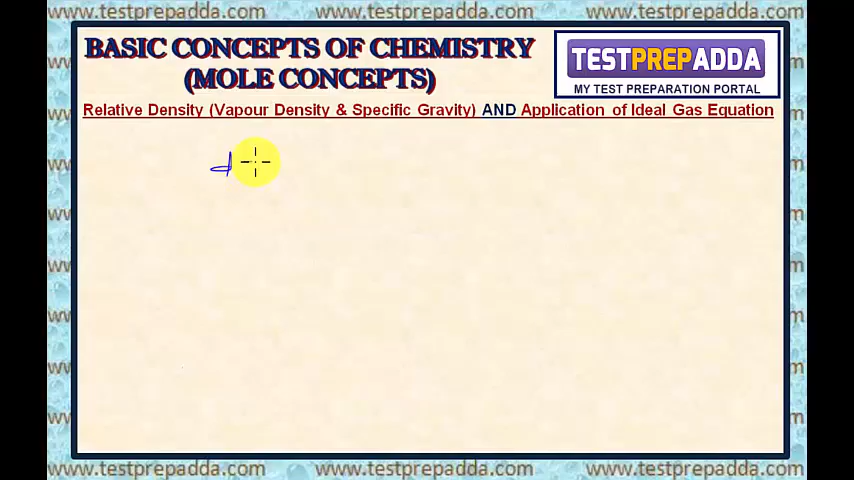 www.testprepadda.com www.testprepadda.com www.testprepadda.com
BASIC CONCEPTS OF CHEMISTRY
(MOLE CONCEPTS)
TESTPREPADDA
MY TEST PREPARATION PORTAL
Relative Density (Vapour Density & Specific Gravity) AND Application of Ideal Gas Equation
d
www.testprepadda.com www.testprepadda.com www.testprepadda.com